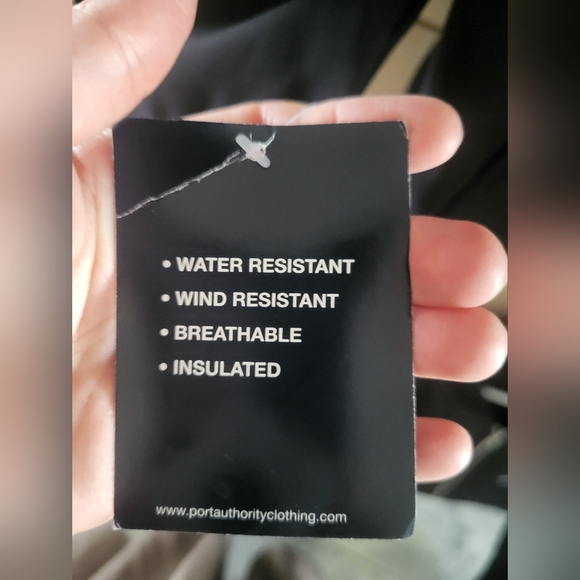 • WATER RESISTANT
• WIND RESISTANT
• BREATHABLE
• INSULATED
www.portauthorityclothing.com